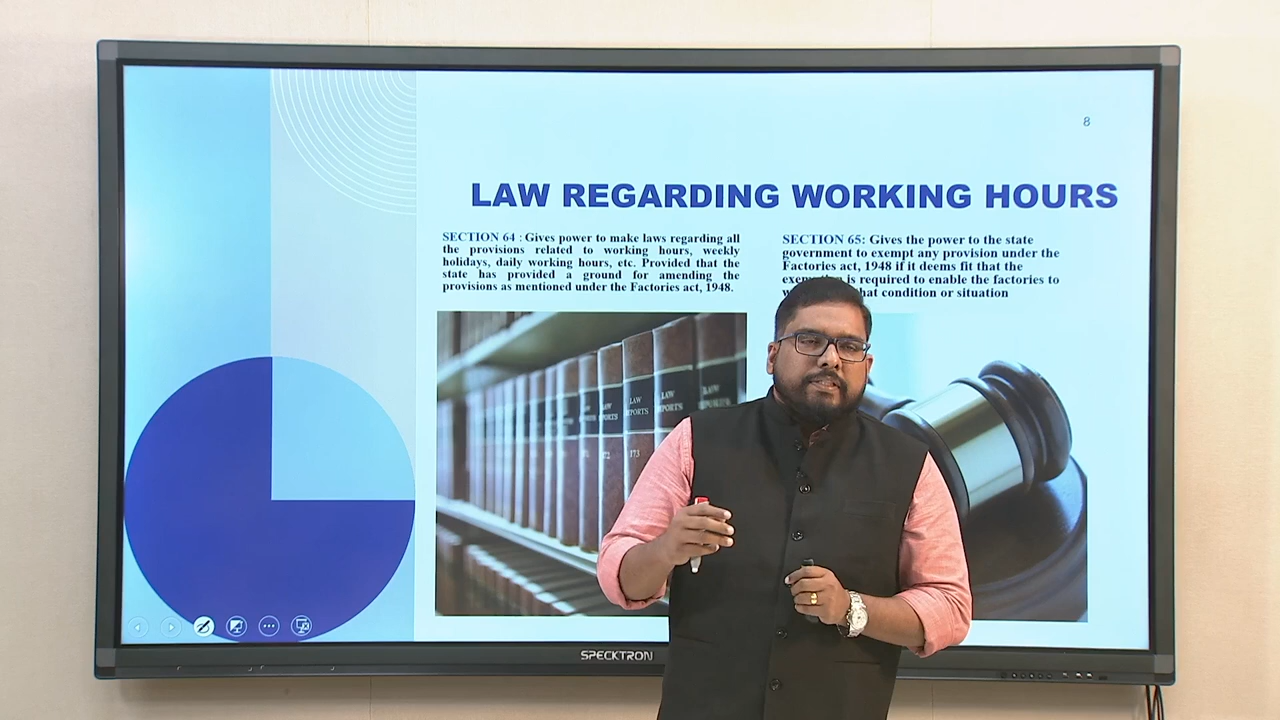 8
LAW REGARDING WORKING HOURS
SECTION 64 : Gives power to make laws regarding all
the provisions related to working hours, weekly
holidays, daily working hours, etc. Provided that the
state has provided a ground for amending the
provisions as mentioned under the Factories act, 1948.
SECTION 65: Gives the power to the state
government to exempt any provision under the
Factories act, 1948 if it deems fit that the
is required to enable the factories to
condition or situation
LAW
LAW
LAW
REPORTS
173
SPECKTRON